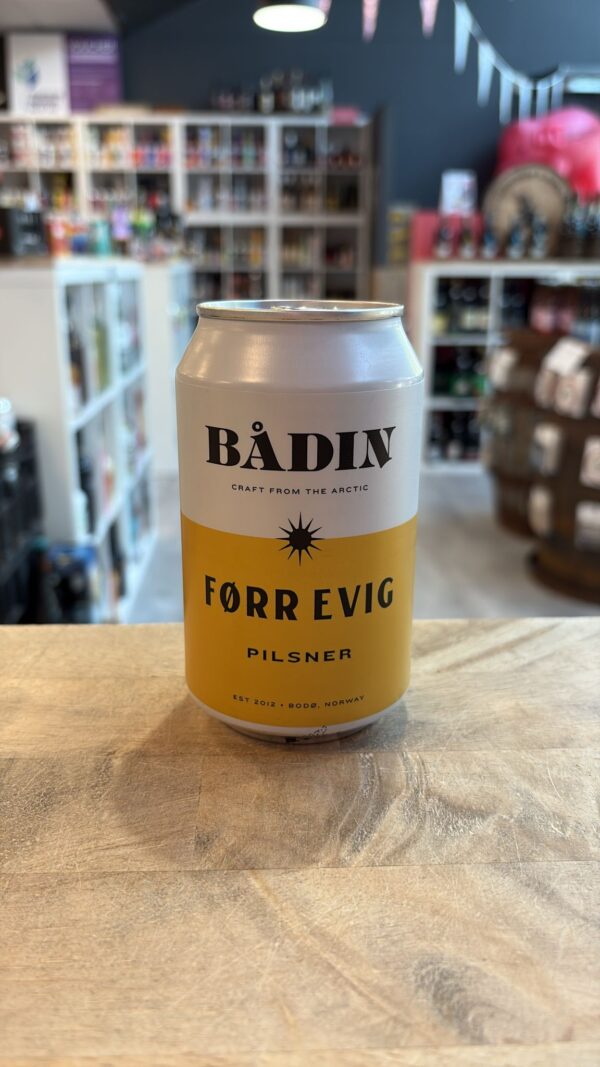 BÅDIN
CRAFT FROM THE ARCTIC
FØRR EVIG
PILSNER
EST 2012 • BODØ, NORWAY